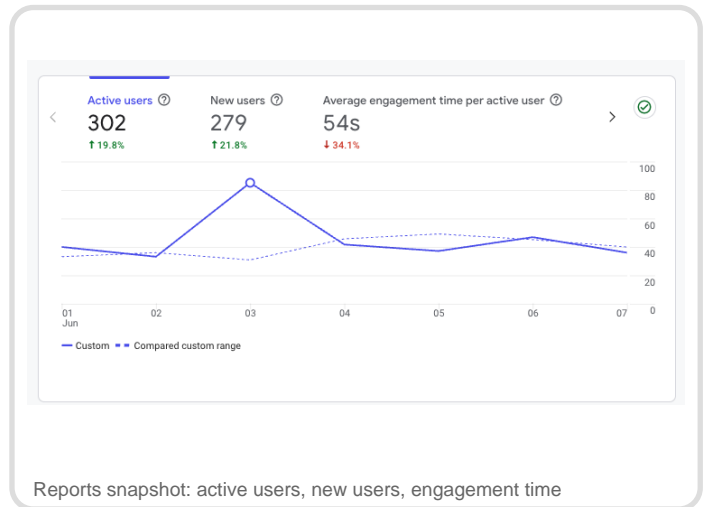 Active users
New users
Average engagement time per active user
302
279
54s
↑ 19.8%
↑ 21.8%
↓ 34.1%
100
80
60
40
20
0
01
Jun
02
03
04
05
06
07
Custom
Compared custom range
Reports snapshot: active users, new users, engagement time